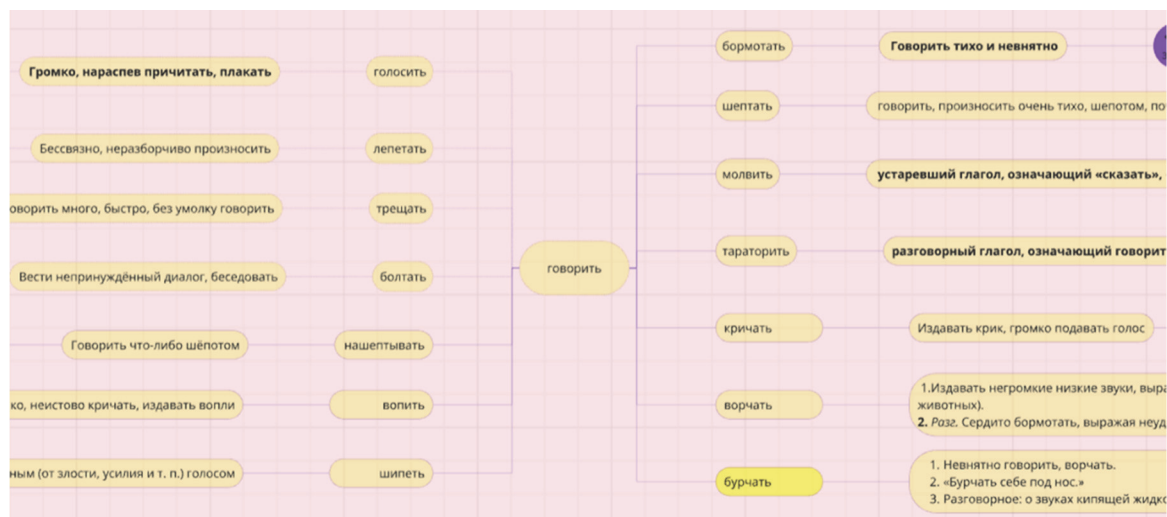 Громко, нараспев причитать, плакать
голосить
Бессвязно, неразборчиво произносить
лепетать
оворить много, быстро, без умолку говорить
трещать
Вести непринуждённый диалог, беседовать
болтать
Говорить что-либо шёпотом
нашептывать
ко, неистово кричать, издавать вопли
вопить
ным (от злости, усилия и т. п.) голосом
шипеть
говорить
бормотать
Говорить тихо и невнятно
шептать
говорить, произносить очень тихо, шепотом, по
молвить
устаревший глагол, означающий «сказать»,
тараторить
разговорный глагол, означающий говорит
кричать
Издавать крик, громко подавать голос
ворчать
1.Издавать негромкие низкие звуки, выра
животных).
2. Разг. Сердито бормотать, выражая неуд
бурчать
1. Невнятно говорить, ворчать.
2. «Бурчать себе под нос.»
3. Разговорное: о звуках кипящей жидко